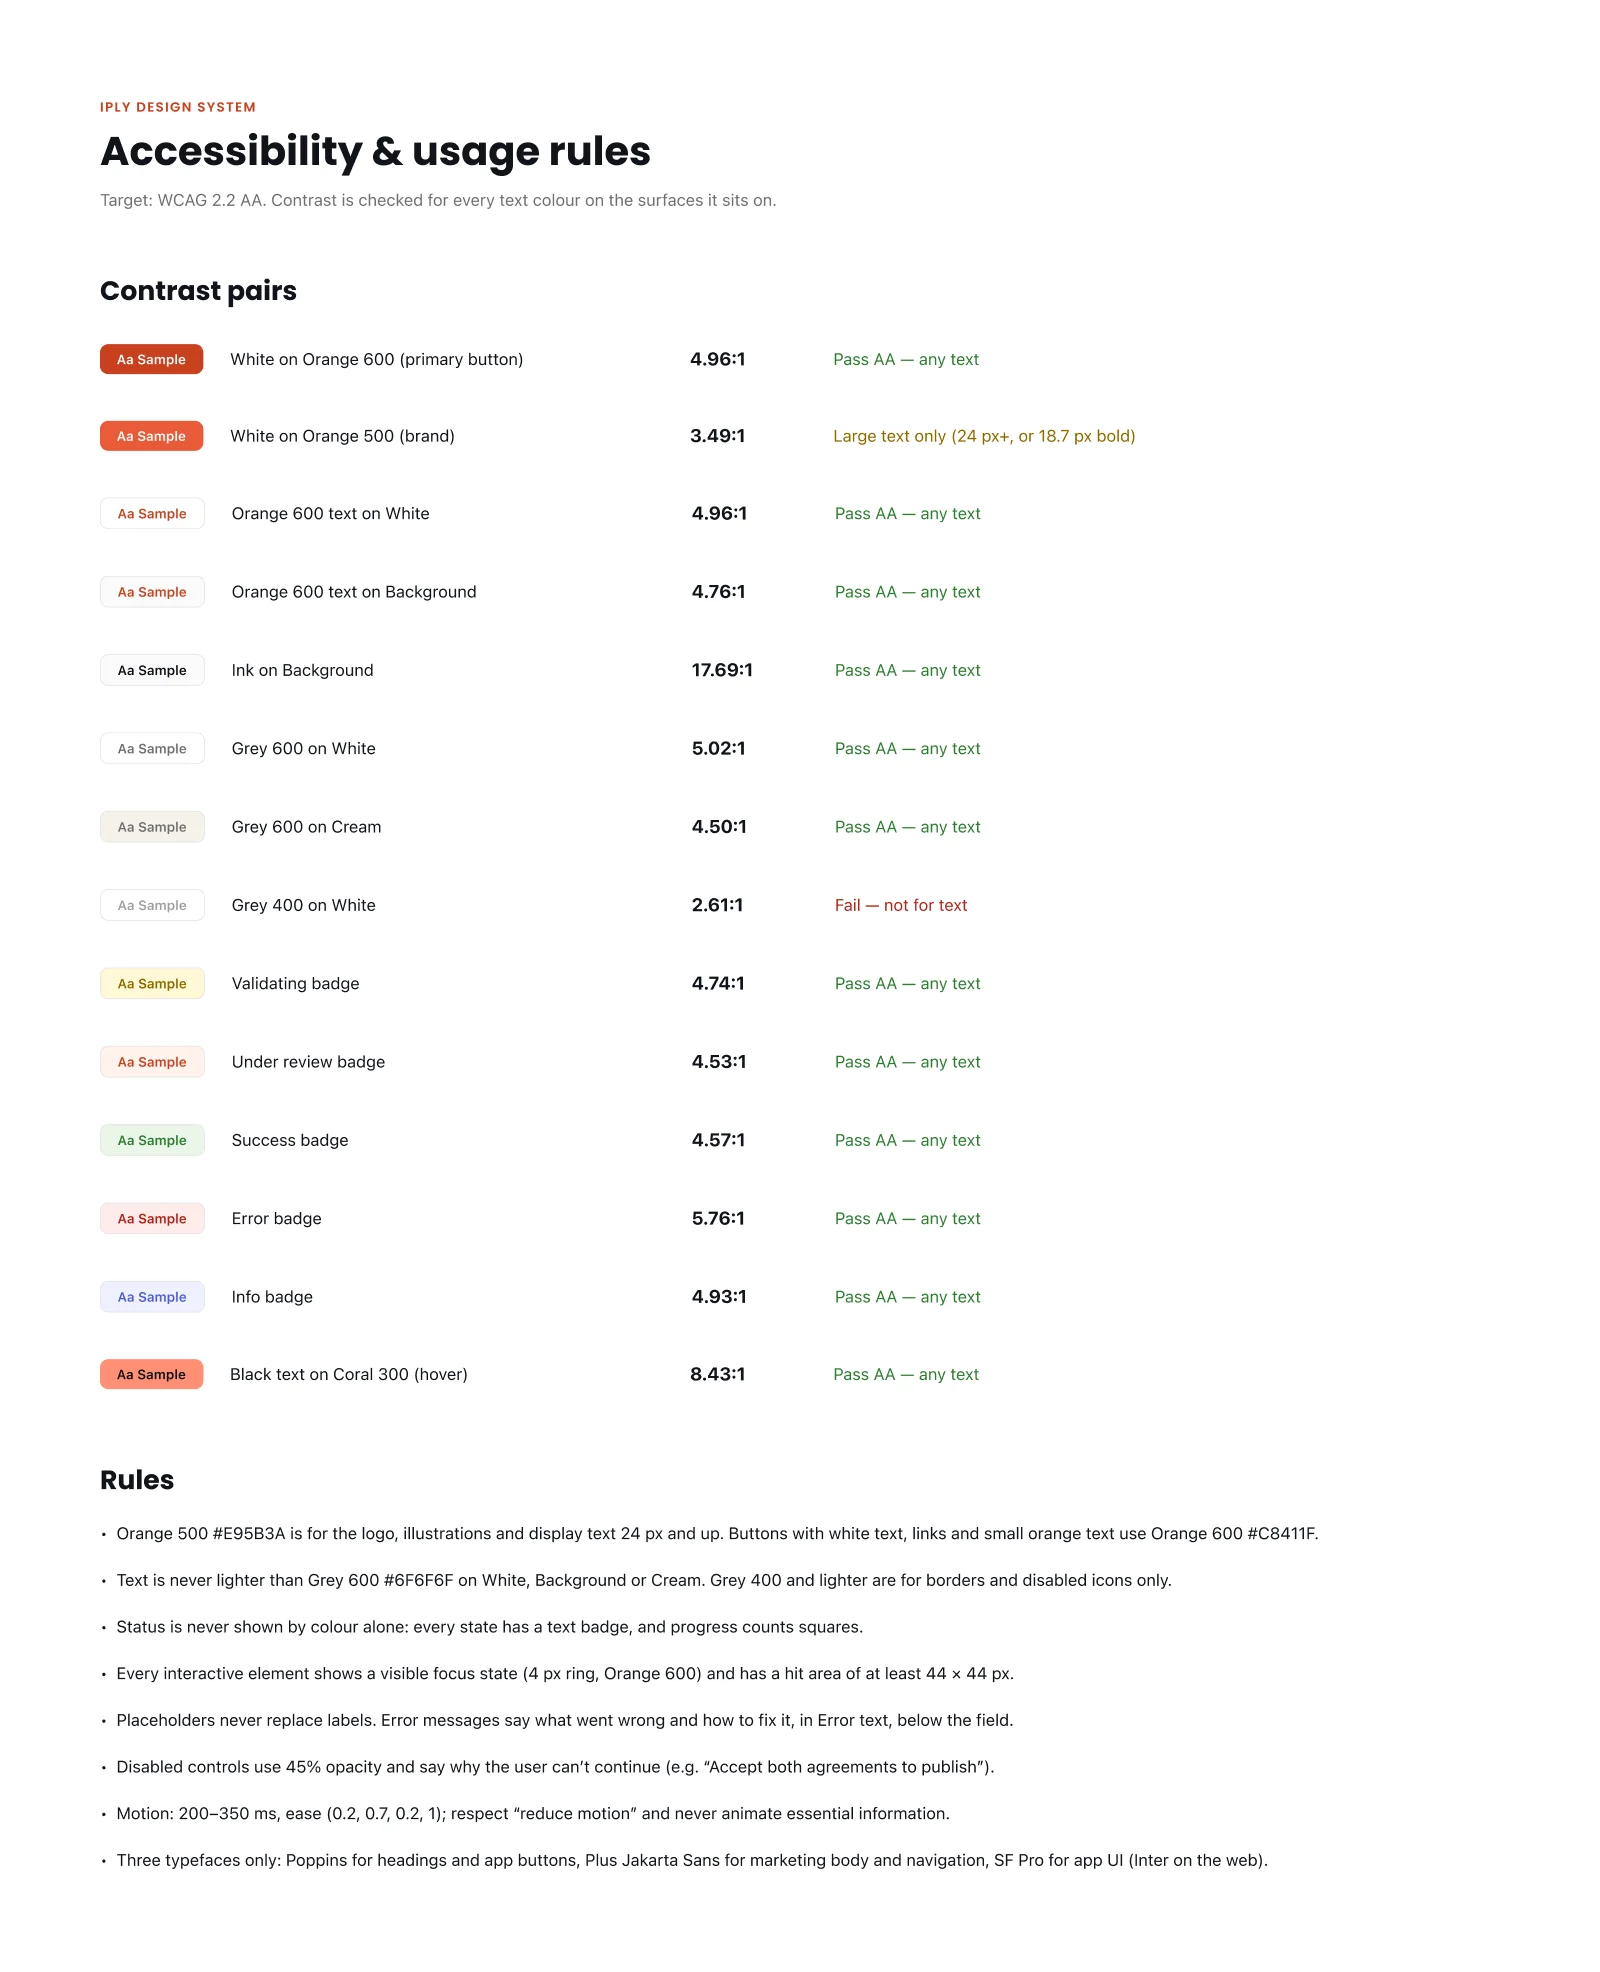 IPLY DESIGN SYSTEM
Accessibility & usage rules
Target: WCAG 2.2 AA. Contrast is checked for every text colour on the surfaces it sits on.
Contrast pairs
Aa Sample White on Orange 600 (primary button) 4.96:1 Pass AA — any text
Aa Sample White on Orange 500 (brand) 3.49:1 Large text only (24 px+, or 18.7 px bold)
Aa Sample Orange 600 text on White 4.96:1 Pass AA — any text
Aa Sample Orange 600 text on Background 4.76:1 Pass AA — any text
Aa Sample Ink on Background 17.69:1 Pass AA — any text
Aa Sample Grey 600 on White 5.02:1 Pass AA — any text
Aa Sample Grey 600 on Cream 4.50:1 Pass AA — any text
Aa Sample Grey 400 on White 2.61:1 Fail — not for text
Aa Sample Validating badge 4.74:1 Pass AA — any text
Aa Sample Under review badge 4.53:1 Pass AA — any text
Aa Sample Success badge 4.57:1 Pass AA — any text
Aa Sample Error badge 5.76:1 Pass AA — any text
Aa Sample Info badge 4.93:1 Pass AA — any text
Aa Sample Black text on Coral 300 (hover) 8.43:1 Pass AA — any text
Rules
• Orange 500 #E95B3A is for the logo, illustrations and display text 24 px and up. Buttons with white text, links and small orange text use Orange 600 #C8411F.
• Text is never lighter than Grey 600 #6F6F6F on White, Background or Cream. Grey 400 and lighter are for borders and disabled icons only.
• Status is never shown by colour alone: every state has a text badge, and progress counts squares.
• Every interactive element shows a visible focus state (4 px ring, Orange 600) and has a hit area of at least 44 × 44 px.
• Placeholders never replace labels. Error messages say what went wrong and how to fix it, in Error text, below the field.
• Disabled controls use 45% opacity and say why the user can’t continue (e.g. “Accept both agreements to publish”).
• Motion: 200–350 ms, ease (0.2, 0.7, 0.2, 1); respect “reduce motion” and never animate essential information.
• Three typefaces only: Poppins for headings and app buttons, Plus Jakarta Sans for marketing body and navigation, SF Pro for app UI (Inter on the web).